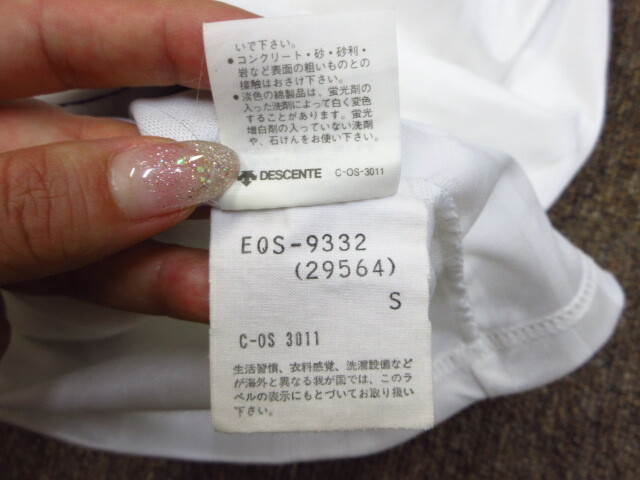 いで下さい。
●コンクリート・砂・砂利・
岩など表面の粗いものとの
接触はおさけ下さい。
●淡色の綿製品は、蛍光剤の
入った洗剤によって白く変色
することがあります。蛍光
増白剤の入っていない洗剤
や、石けんをお使い下さい。
DESCENTE C-OS-3011
EQS-9332
(29564)
S
C-OS 3011
生活習慣、衣料感覚、洗濯設備など
が海外と異なる我が国では、このラ
ベルの表示にもとづいてお取り扱い
下さい。